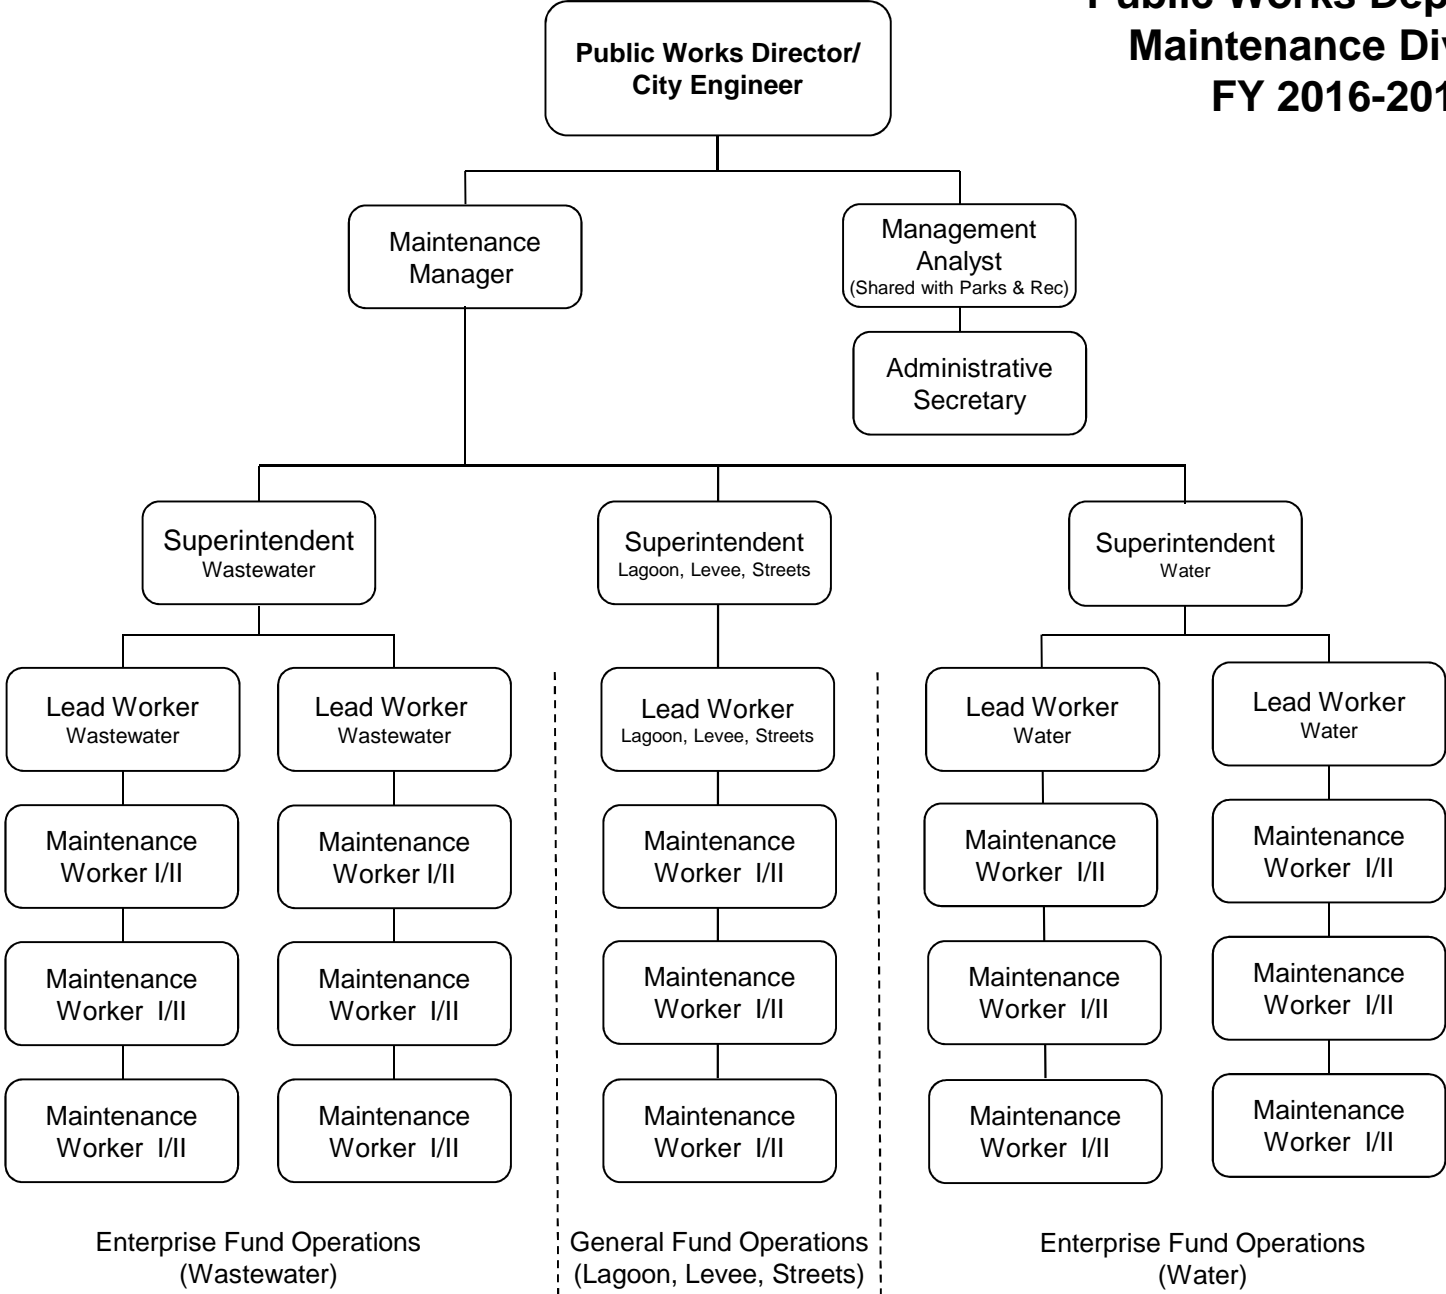 Public Works Dep
Maintenance Div
FY 2016-201
Public Works Director/
City Engineer
Maintenance
Manager
Management
Analyst
(Shared with Parks & Rec)
Administrative
Secretary
Superintendent
Wastewater
Superintendent
Lagoon, Levee, Streets
Superintendent
Water
Lead Worker
Wastewater
Lead Worker
Wastewater
Lead Worker
Lagoon, Levee, Streets
Lead Worker
Water
Lead Worker
Water
Maintenance
Worker I/II
Maintenance
Worker I/II
Maintenance
Worker I/II
Maintenance
Worker I/II
Maintenance
Worker I/II
Maintenance
Worker I/II
Maintenance
Worker I/II
Maintenance
Worker I/II
Maintenance
Worker I/II
Maintenance
Worker I/II
Maintenance
Worker I/II
Maintenance
Worker I/II
Maintenance
Worker I/II
Maintenance
Worker I/II
Maintenance
Worker I/II
Enterprise Fund Operations
(Wastewater)
General Fund Operations
(Lagoon, Levee, Streets)
Enterprise Fund Operations
(Water)